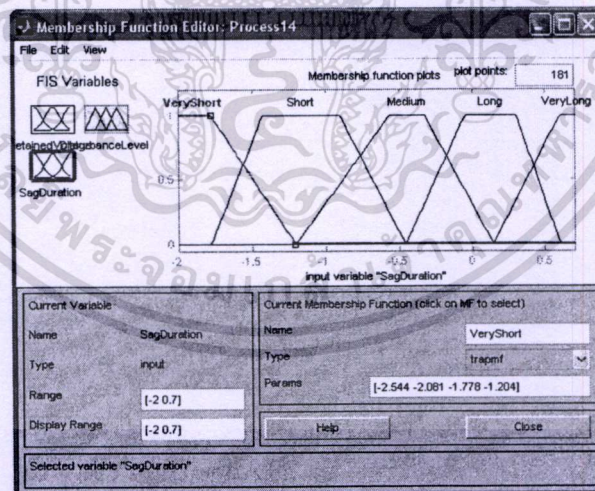 Membership Function Editor: Process14
File Edit View
FIS Variables
Membership function plots
plot points: 181
VeryShort Short Medium Long VeryLong
SagDuration
1
0.5
0
-2 -1.5 -1 -0.5 0 0.5
input variable "SagDuration"
Current Variable
Name SagDuration
Type input
Range [-2 0.7]
Display Range [-2 0.7]
Current Membership Function (click on MF to select)
Name VeryShort
Type trapmf
Params [-2.544 -2.081 -1.778 -1.204]
Help Close
Selected variable "SagDuration"